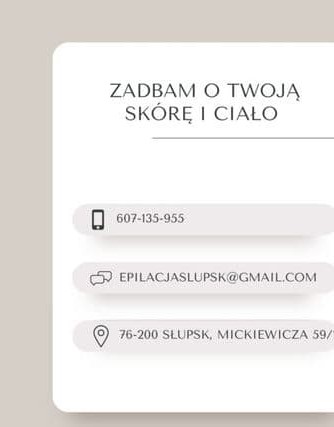 ZADBAM O TWOJĄ
SKÓRĘ I CIAŁO
607-135-955
EPILACJASLUPSK@GMAIL.COM
76-200 SŁUPSK, MICKIEWICZA 59/